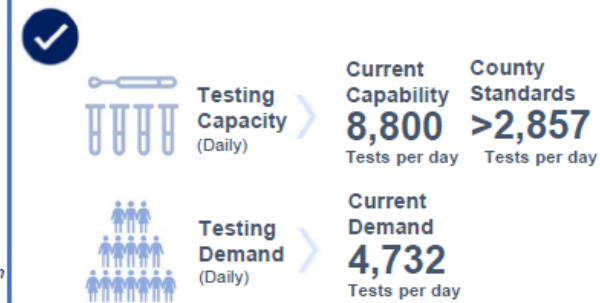 Testing
Capacity
(Daily)
Current
Capability
8,800
Tests per day
County
Standards
>2,857
Tests per day
Testing
Demand
(Daily)
Current
Demand
4,732
Tests per day